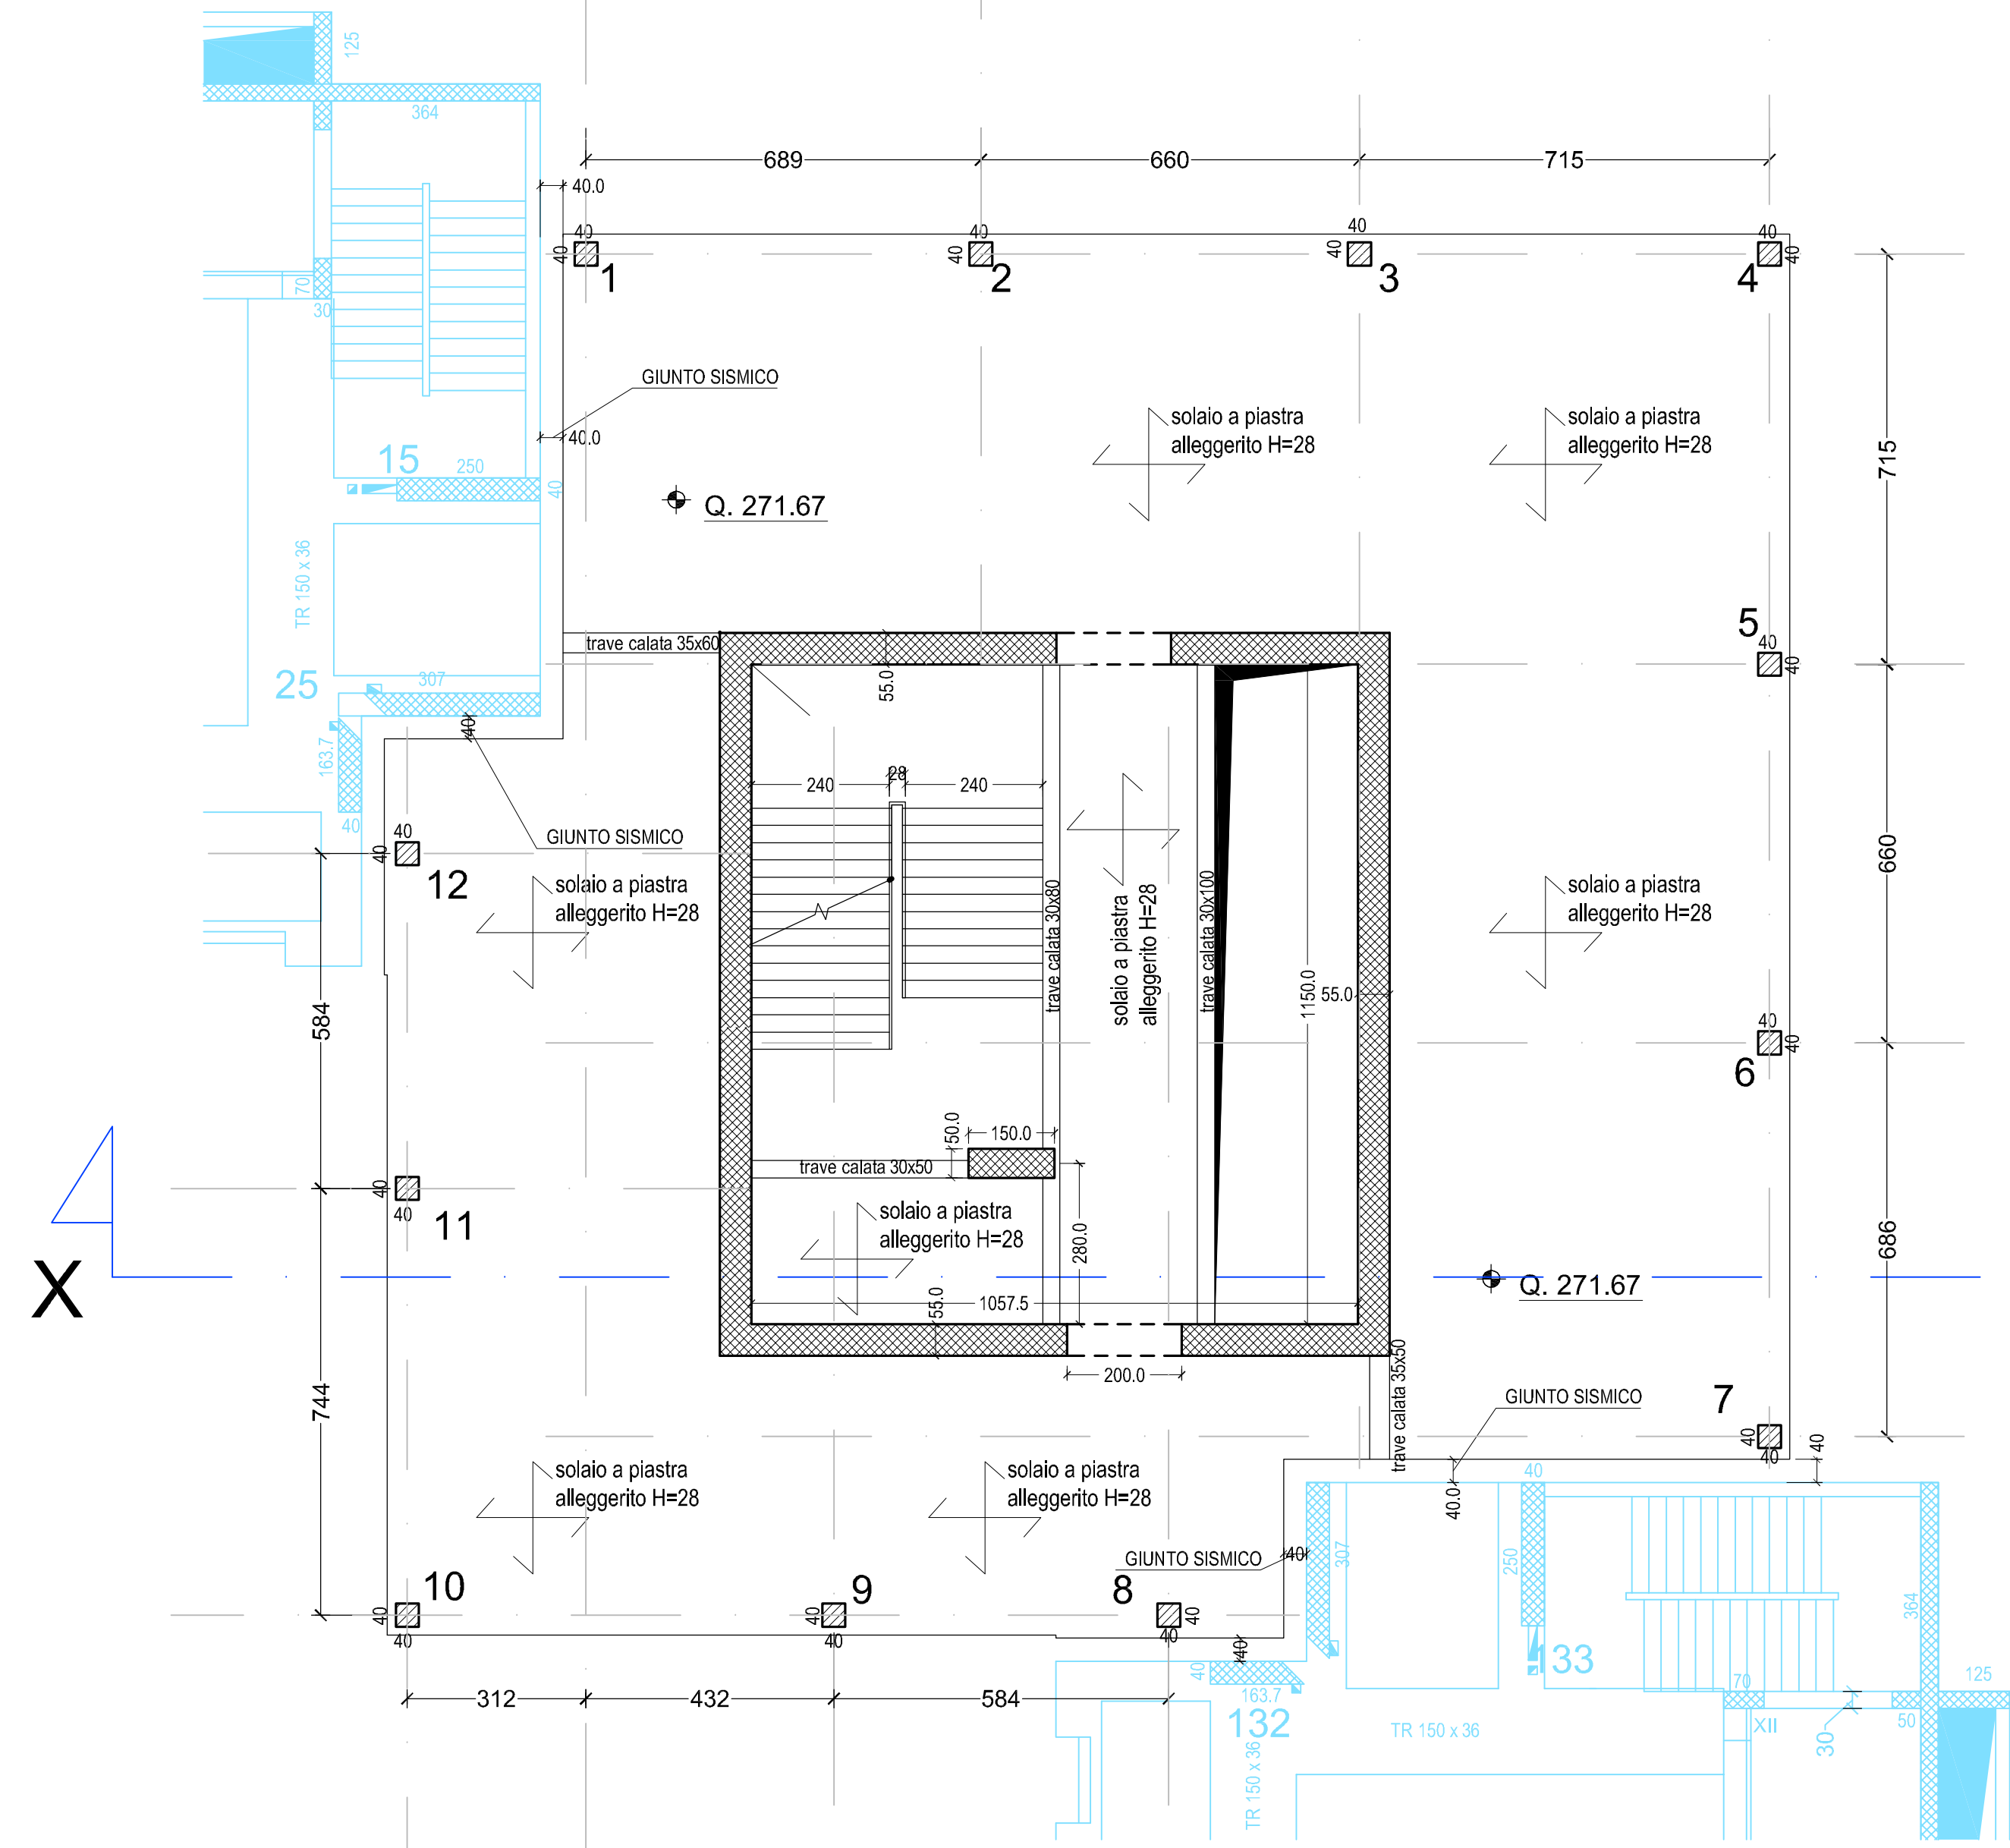 125
364
689
660
715
40.0
40
40
40
40
40
40
40
40
1
2
3
4
70
30
GIUNTO SISMICO
40.0
solaio a piastra
alleggerito H=28
solaio a piastra
alleggerito H=28
715
15
250
40
Q. 271.67
TR 150 x 36
5
40
40
trave calata 35x60
55.0
25
307
40
163.7
40
240
28
240
40
40
12
GIUNTO SISMICO
solaio a piastra
alleggerito H=28
trave calata 30x80
solaio a piastra
alleggerito H=28
trave calata 30x100
1150.0
55.0
solaio a piastra
alleggerito H=28
660
584
40
40
6
50.0
150.0
trave calata 30x50
40
40
11
solaio a piastra
alleggerito H=28
280.0
686
X
Q. 271.67
55.0
1057.5
200.0
trave calata 35x50
744
GIUNTO SISMICO
7
40
40
40
solaio a piastra
alleggerito H=28
solaio a piastra
alleggerito H=28
40
40.0
GIUNTO SISMICO
40
307
250
364
10
9
8
40
40
40
40
40
40
40
133
125
40
163.7
132
70
XII
30
50
312
432
584
TR 150 x 36
TR 150 x 36